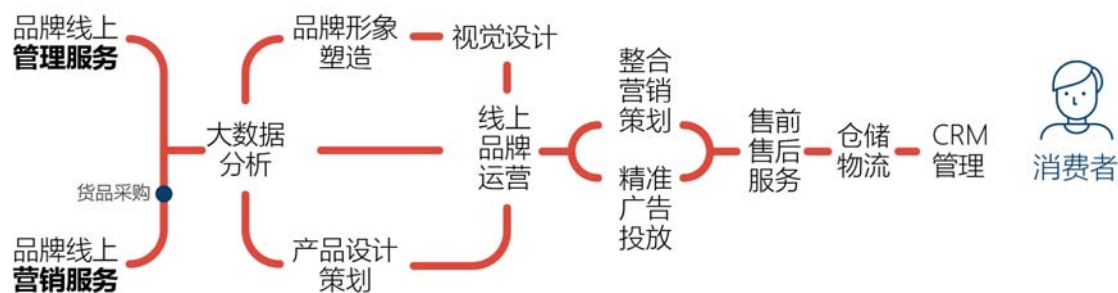 品牌线上
管理服务
货品采购
品牌线上
营销服务
大数据
分析
品牌形象
塑造
视觉设计
产品设计
策划
线上
品牌
运营
整合
营销
策划
精准
广告
投放
售前
售后
服务
仓储
物流
CRM
管理
消费者